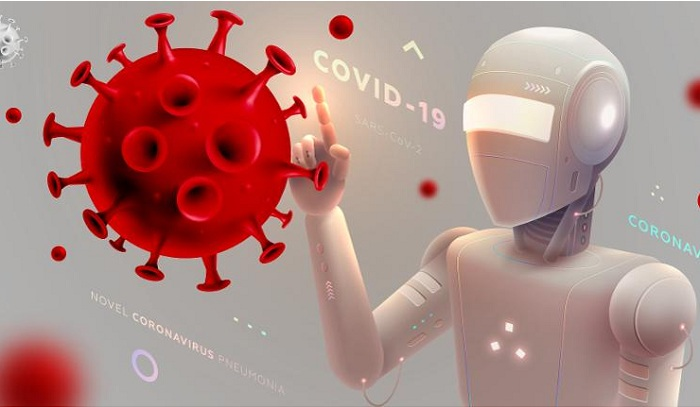 COVID-19
SARS-CoV-2
CORONAV
NOVEL CORONAVIRUS PNEUMONIA